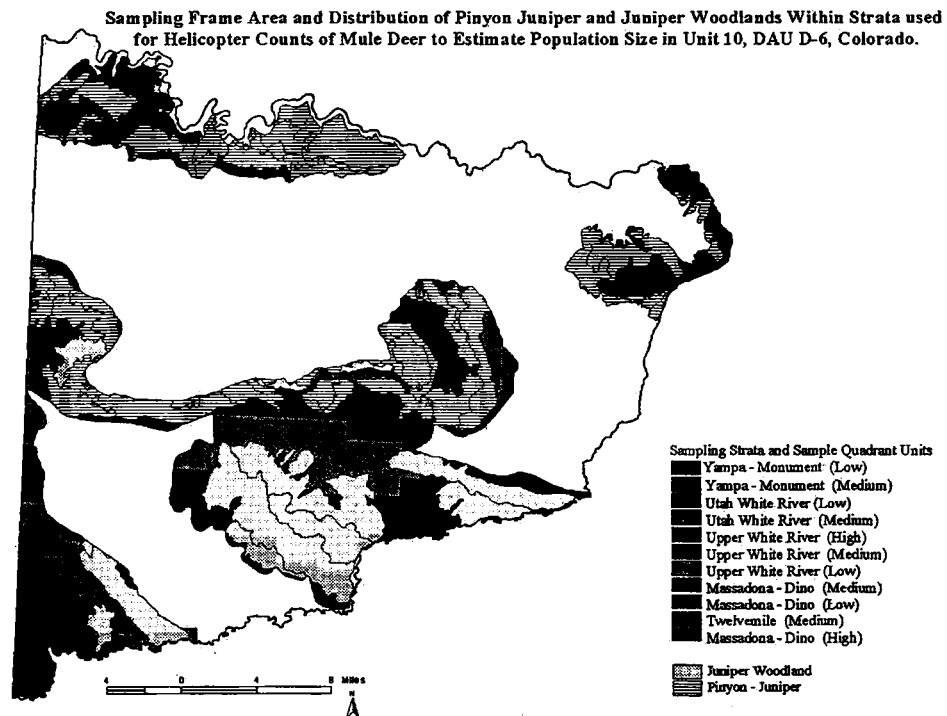 Sampling Frame Area and Distribution of Pinyon Juniper and Juniper Woodlands Within Strata used
for Helicopter Counts of Mule Deer to Estimate Population Size in Unit 10, DAU D-6, Colorado.
Sampling Strata and Sample Quadrant Units
Yampa - Monument (Low)
Yampa - Monument (Medium)
Utah White River (Low)
Utah White River (Medium)
Upper White River (High)
Upper White River (Medium)
Upper White River (Low)
Massadona - Dino (Medium)
Massadona - Dino (Low)
Twelvemile (Medium)
Massadona - Dino (High)
Juniper Woodland
Pinyon - Juniper
4 0 4 8 Miles
N